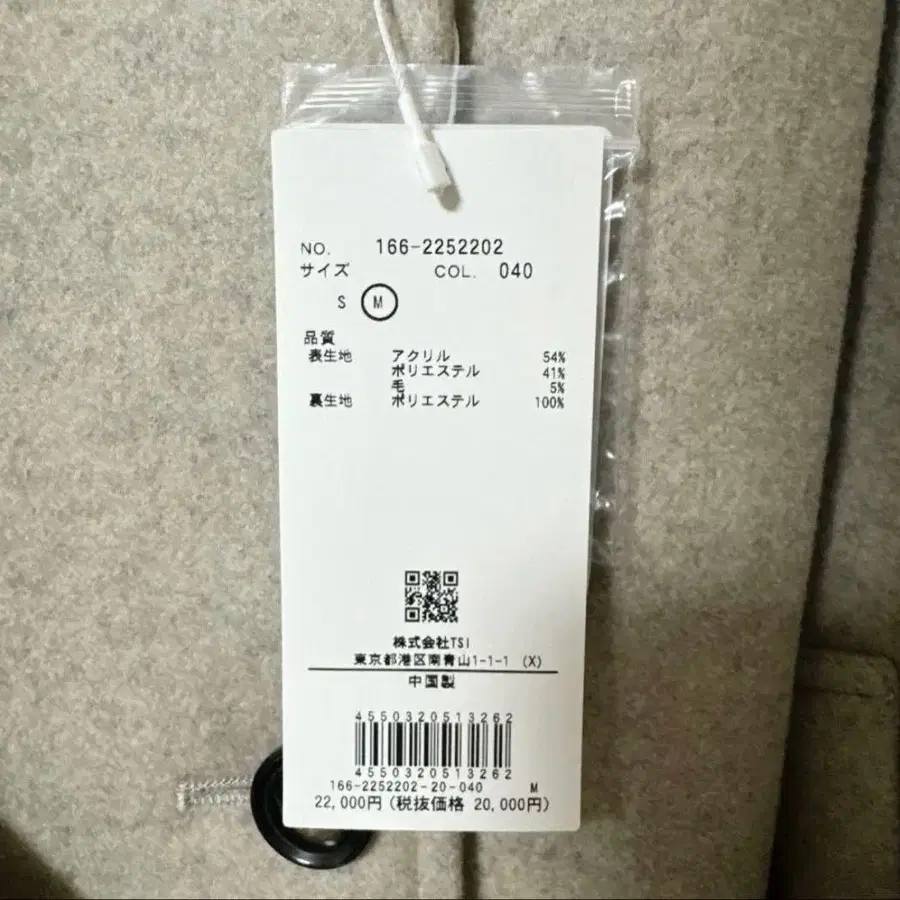 NO. 166-2252202
サイズ COL. 040
S M
品質
表生地 アクリル 54%
ポリエステル 41%
毛 5%
裏生地 ポリエステル 100%
株式会社TSI
東京都港区南青山1-1-1 (X)
中国製
4550320513262
4550320513262
166-2252202-20-040 M
22,000円 (税抜価格 20,000円)